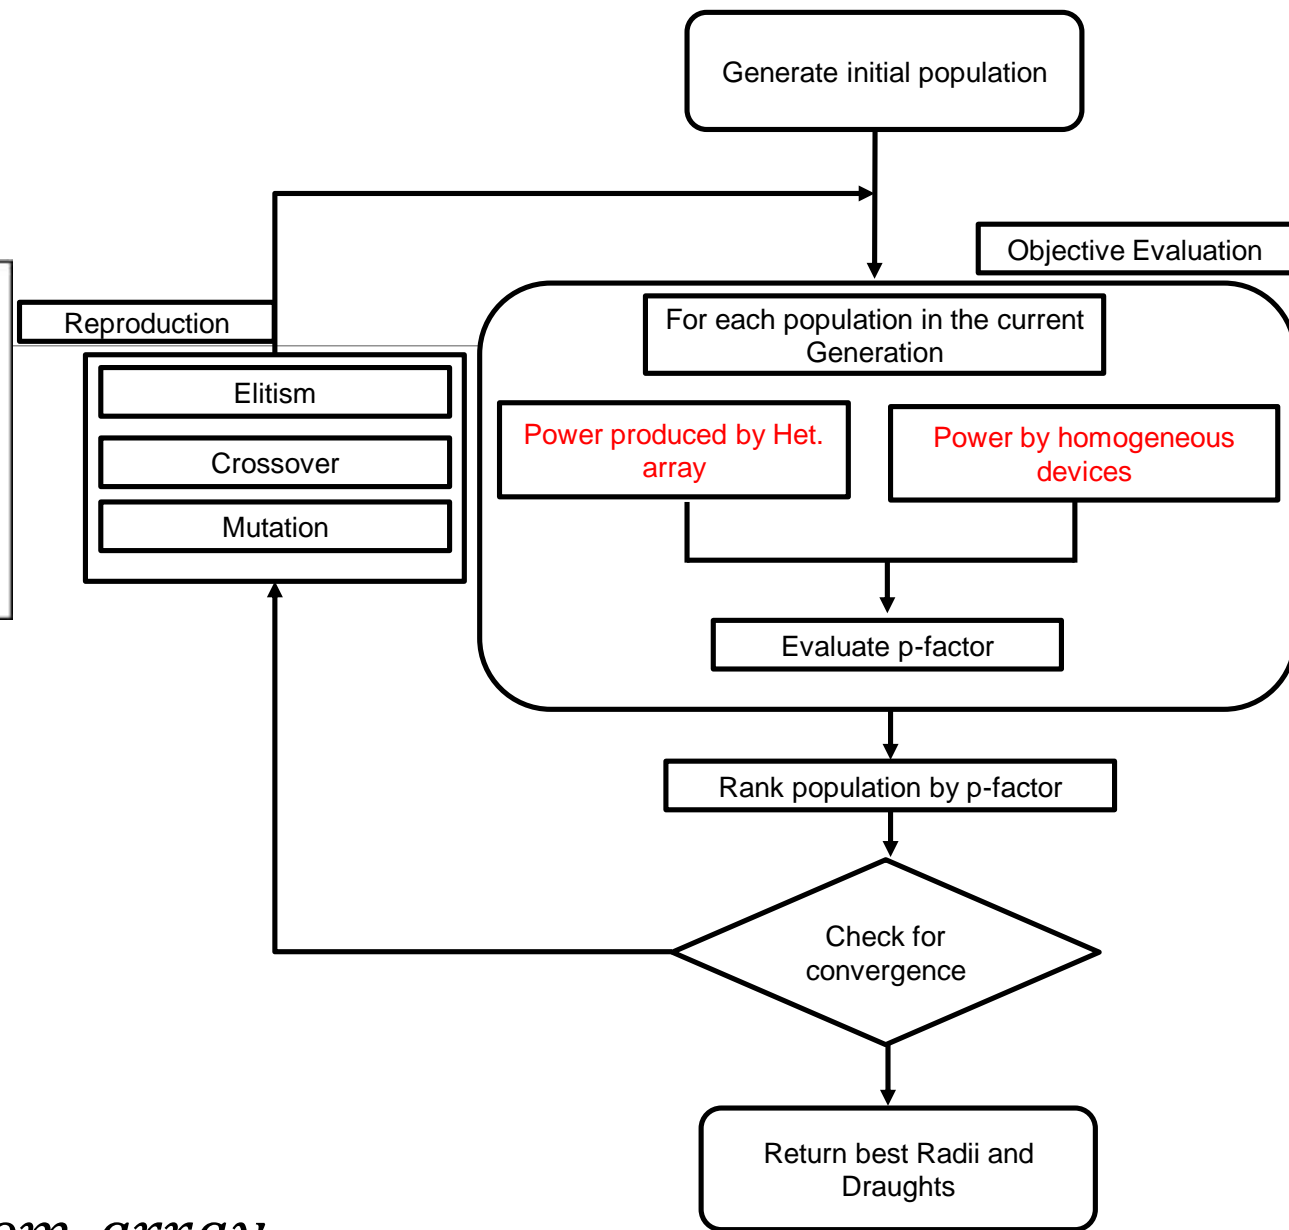 Generate initial population
Objective Evaluation
Reproduction
For each population in the current
Generation
Elitism
Crossover
Mutation
Power produced by Het.
array
Power by homogeneous
devices
Evaluate p-factor
Rank population by p-factor
Check for
convergence
Return best Radii and
Draughts